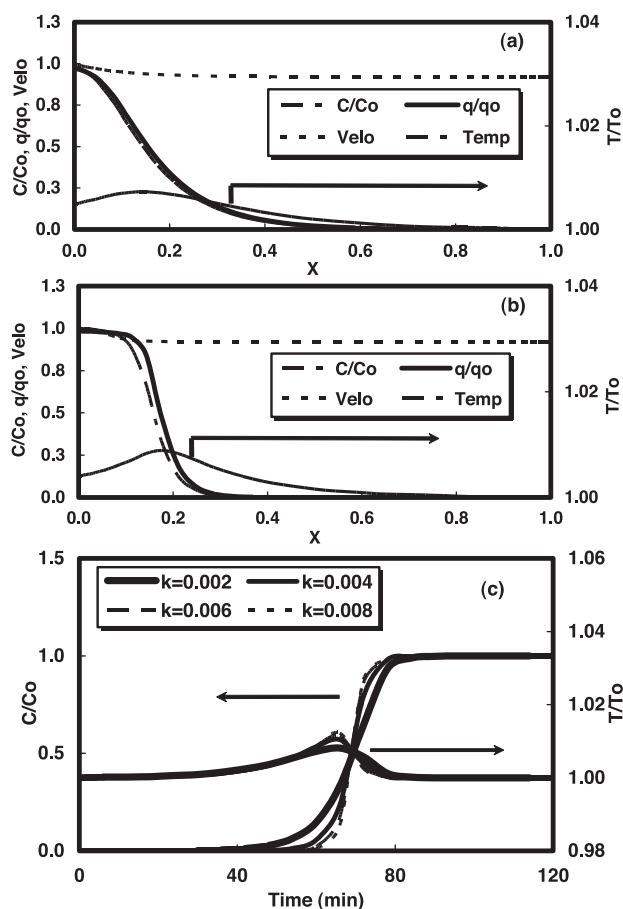 (a)
C/Co, q/qo, Velo
1.3
1.0
0.8
0.5
0.3
0.0
C/Co q/qo
Velo Temp
1.04
1.02
1.00
T/To
0.0 0.2 0.4 0.6 0.8 1.0
X
(b)
C/Co, q/qo, Velo
1.3
1.0
0.8
0.5
0.3
0.0
C/Co q/qo
Velo Temp
1.04
1.02
1.00
T/To
0.0 0.2 0.4 0.6 0.8 1.0
X
(c)
C/Co
1.5
1.0
0.5
0.0
k=0.002 k=0.004
k=0.006 k=0.008
1.06
1.04
1.02
1.00
0.98
T/To
0 40 80 120
Time (min)